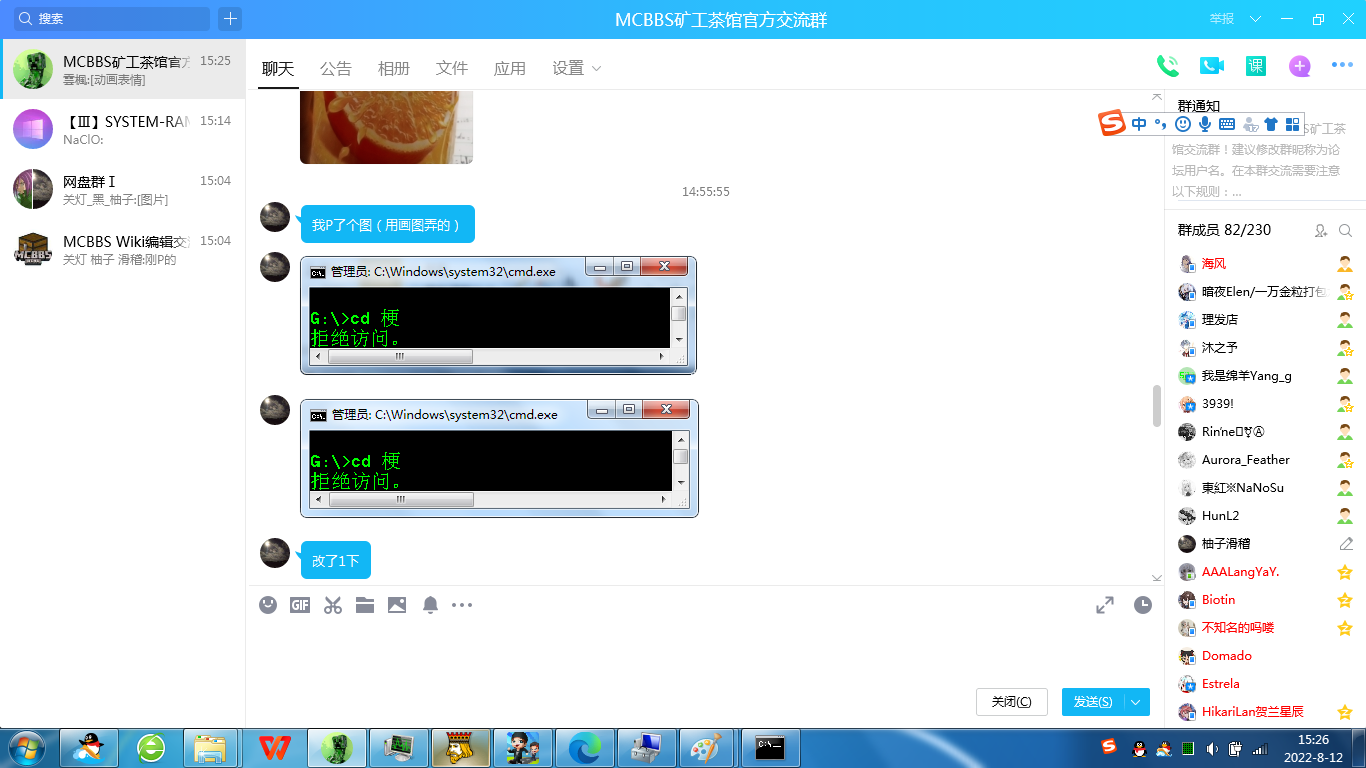 搜索
MCBBS矿工茶馆官方交流群
举报
MCBBS矿工茶馆官方
15:25
雲楓:[动画表情]
【Ⅲ】SYSTEM-RAM
15:14
NaClO:
网盘群Ⅰ
15:04
关灯_黑_柚子:[图片]
MCBBS Wiki编辑交流
15:04
关灯 柚子 滑稽:刚P的
聊天 公告 相册 文件 应用 设置
课
14:55:55
我P了个图（用画图弄的）
管理员: C:\Windows\system32\cmd.exe
G:\>cd 梗
拒绝访问。
管理员: C:\Windows\system32\cmd.exe
G:\>cd 梗
拒绝访问。
改了1下
GIF
关闭(C)
发送(S)
群通知
中
S矿工茶
馆交流群！建议修改群昵称为论
坛用户名。在本群交流需要注意
以下规则：...
群成员 82/230
海风
暗夜Elen/一万金粒打包
理发店
沐之予
我是绵羊Yang_g
3939!
Aurora_Feather
東红※NaNoSu
HunL2
柚子滑稽
AAALangYaY.
Biotin
不知名的吗喽
Domado
Estrela
HikariLan贺兰星辰
15:26
2022-8-12